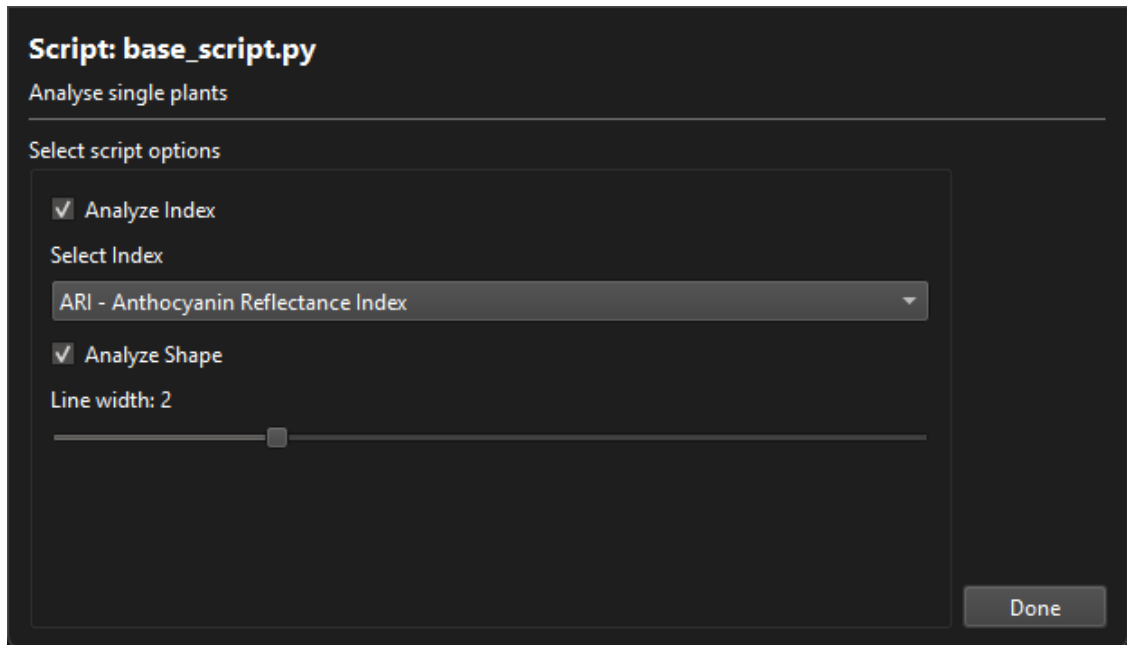 Script: base_script.py
Analyse single plants
Select script options
Analyze Index
Select Index
ARI - Anthocyanin Reflectance Index
Analyze Shape
Line width: 2
Done